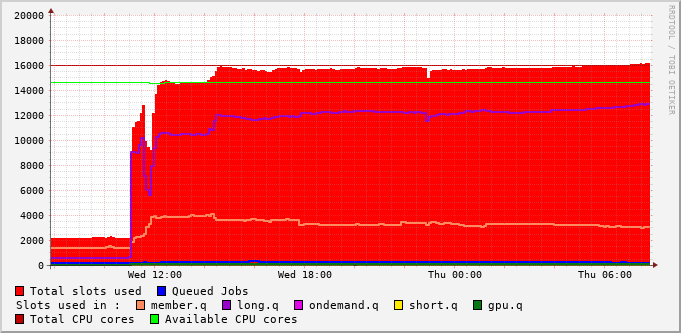 RRDTOOL / TOBI OETIKER
20000
18000
16000
14000
12000
10000
8000
6000
4000
2000
0
Wed 12:00 Wed 18:00 Thu 00:00 Thu 06:00
Total slots used Queued Jobs
Slots used in : member.q long.q ondemand.q short.q gpu.q
Total CPU cores Available CPU cores